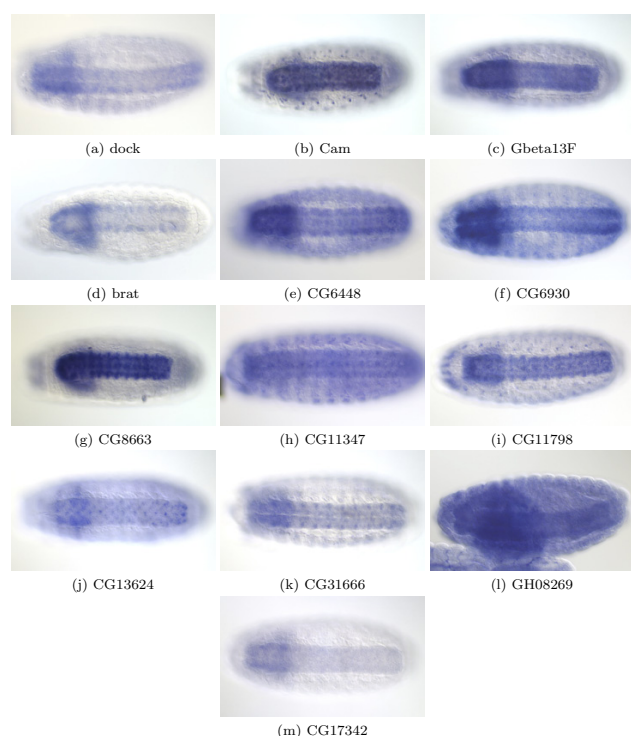 (a) dock
(b) Cam
(c) Gbeta13F
(d) brat
(e) CG6448
(f) CG6930
(g) CG8663
(h) CG11347
(i) CG11798
(j) CG13624
(k) CG31666
(l) GH08269
(m) CG17342